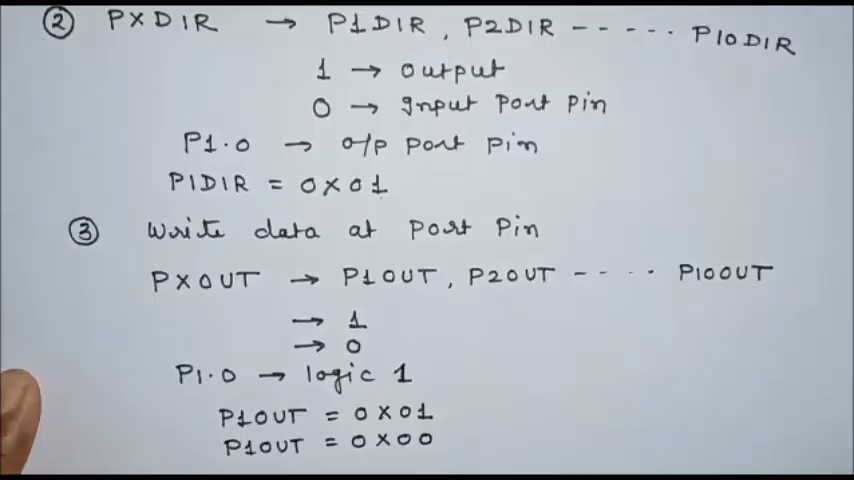 ② PXDIR → P1DIR, P2DIR ------ P10DIR
1 → output
0 → Input port pin
P1.0 → o/p port pin
P1DIR = 0x01
③ Write data at port pin
PXOUT → P1OUT, P2OUT ----- P10OUT
→ 1
→ 0
P1.0 → logic 1
P1OUT = 0x01
P1OUT = 0x00